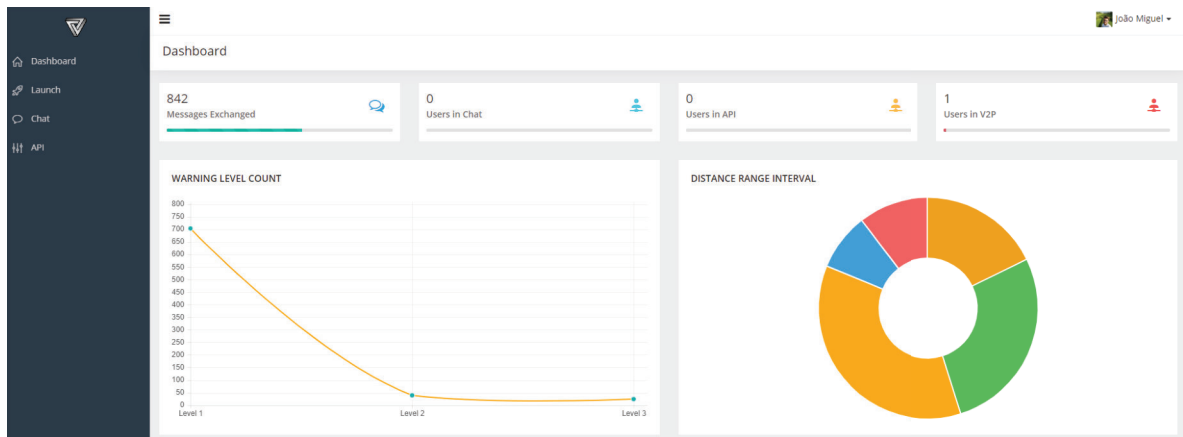 João Miguel
Dashboard
Dashboard
Launch
Chat
API
842
Messages Exchanged
0
Users in Chat
0
Users in API
1
Users in V2P
WARNING LEVEL COUNT
800
750
700
650
600
550
500
450
400
350
300
250
200
150
100
50
0
Level 1 Level 2 Level 3
DISTANCE RANGE INTERVAL